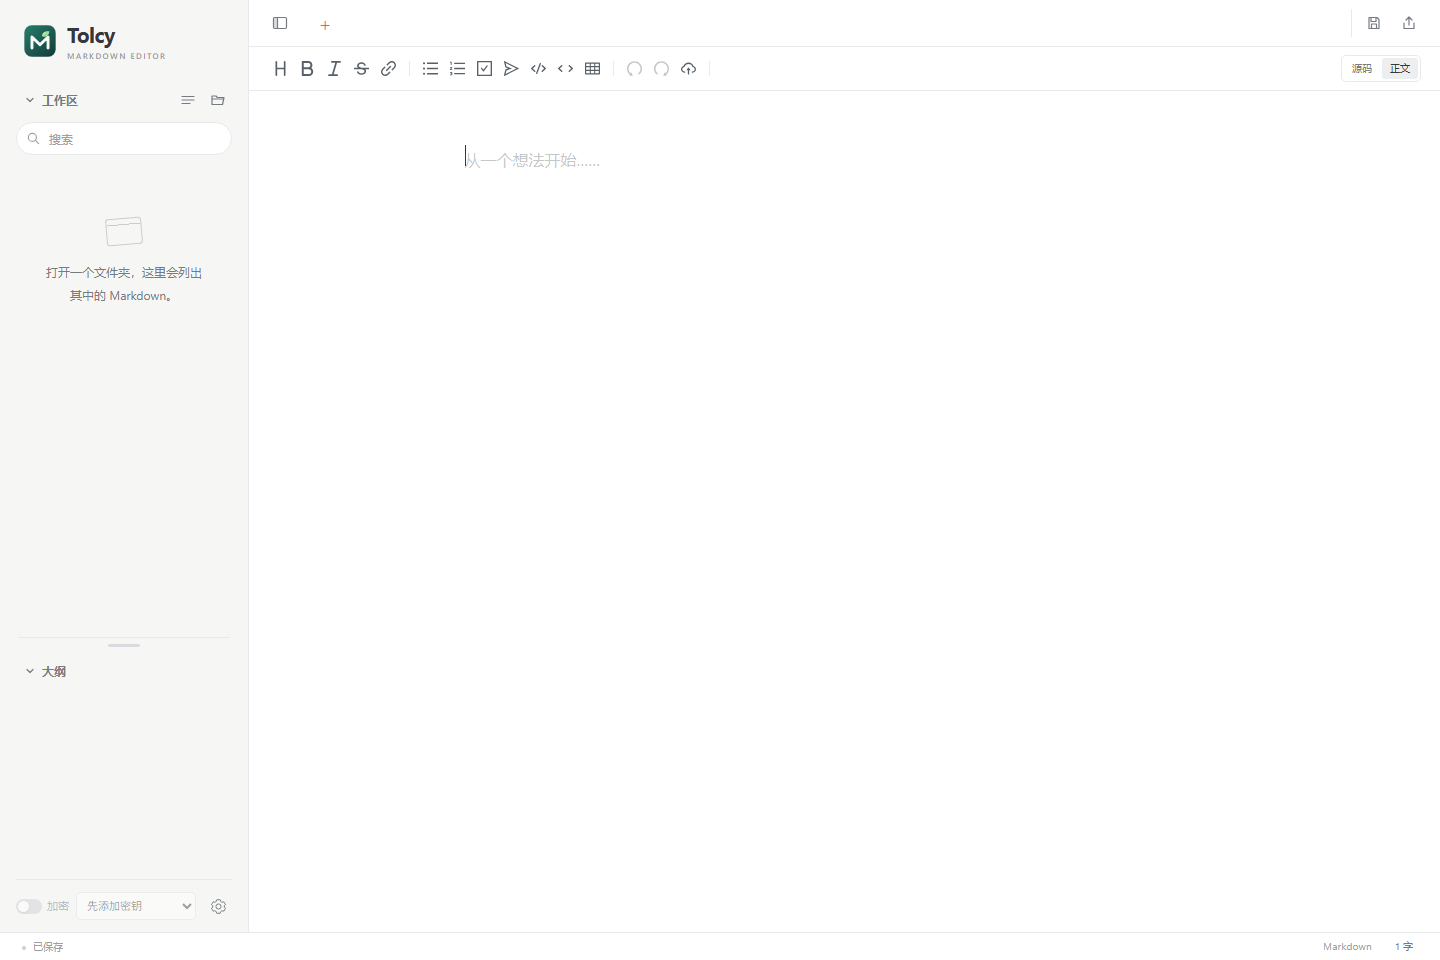 Tolcy
MARKDOWN EDITOR
工作区
搜索
打开一个文件夹，这里会列出
其中的 Markdown。
大纲
加密
先添加密钥
已保存
源码
正文
从一个想法开始……
Markdown
1 字